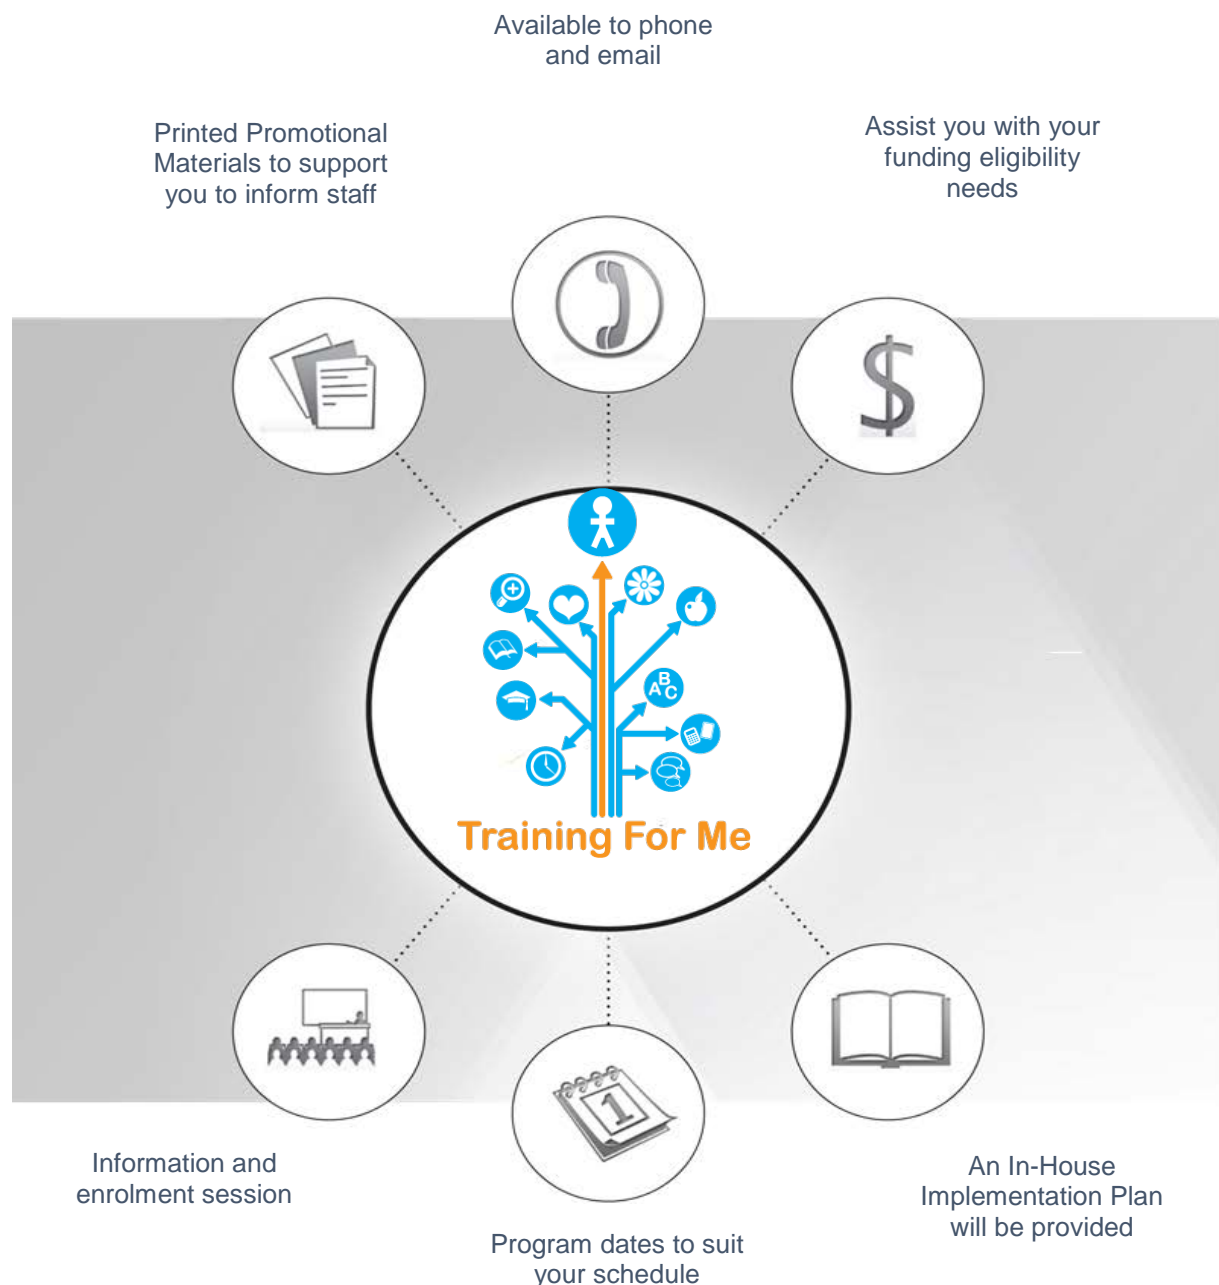 Available to phone
and email
Printed Promotional
Materials to support
you to inform staff
Assist you with your
funding eligibility
needs
A B C
Training For Me
1
Information and
enrolment session
Program dates to suit
your schedule
An In-House
Implementation Plan
will be provided